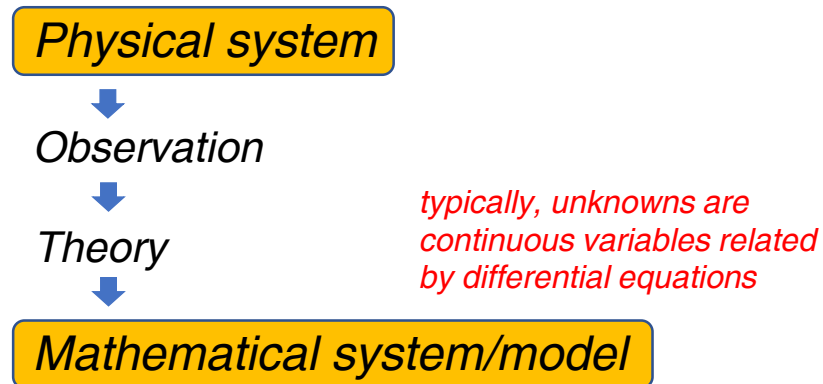 Physical system
Observation
Theory
typically, unknowns are
continuous variables related
by differential equations
Mathematical system/model